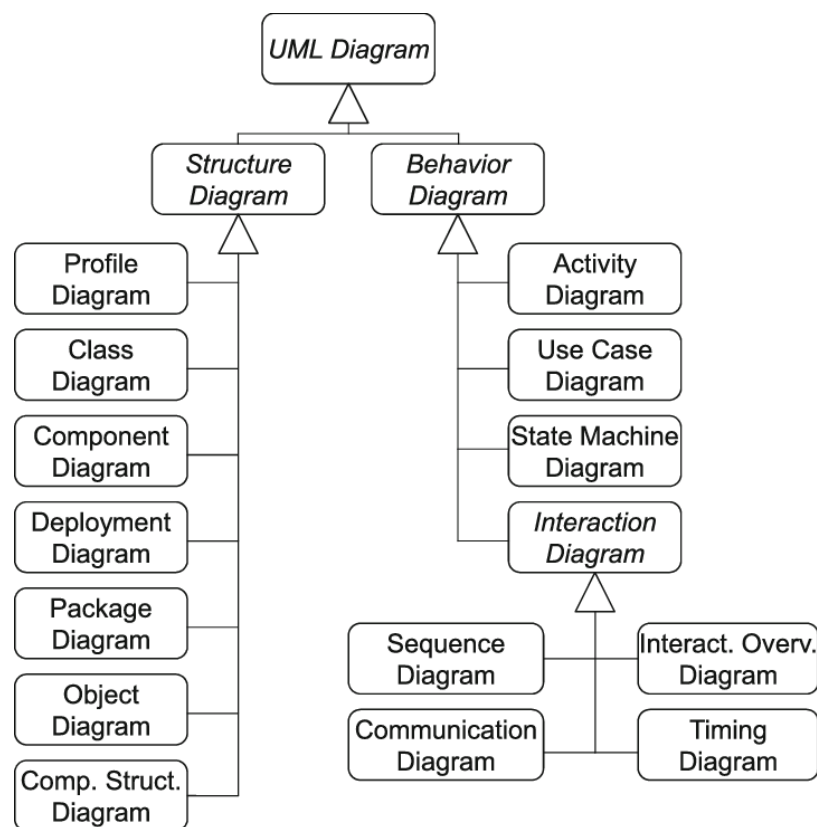 UML Diagram
Structure
Diagram
Behavior
Diagram
Profile
Diagram
Class
Diagram
Component
Diagram
Deployment
Diagram
Package
Diagram
Object
Diagram
Comp. Struct.
Diagram
Activity
Diagram
Use Case
Diagram
State Machine
Diagram
Interaction
Diagram
Sequence
Diagram
Interact. Overv.
Diagram
Communication
Diagram
Timing
Diagram